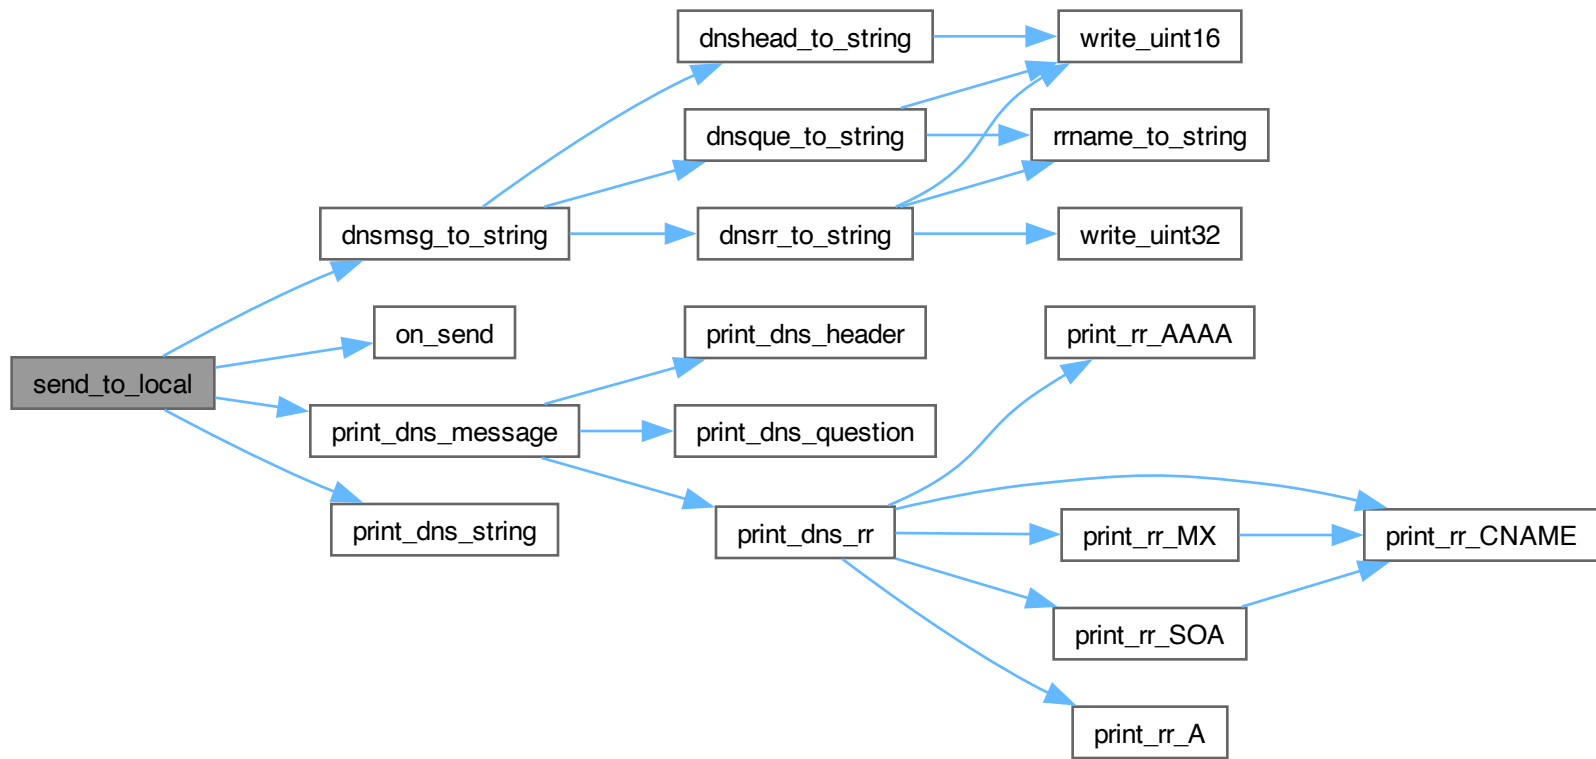 dnshead_to_string
write_uint16
dnsque_to_string
rrname_to_string
dnsmsg_to_string
dnsrr_to_string
write_uint32
on_send
print_dns_header
print_rr_AAAA
send_to_local
print_dns_message
print_dns_question
print_dns_string
print_dns_rr
print_rr_MX
print_rr_CNAME
print_rr_SOA
print_rr_A